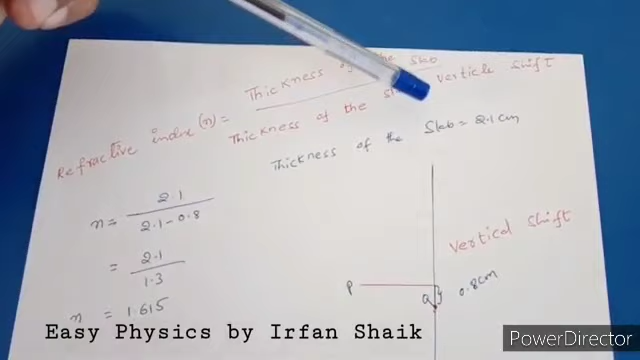 Thickness of the slab
Refractive index (n) =
Thickness of the verticle shift
Thickness of the Slab = 2.1 cm
n = 2.1
2.1 - 0.8
= 2.1
1.3
n = 1.615
Vertical shift
P
Q
0.8cm
Easy Physics by Irfan Shaik
PowerDirector